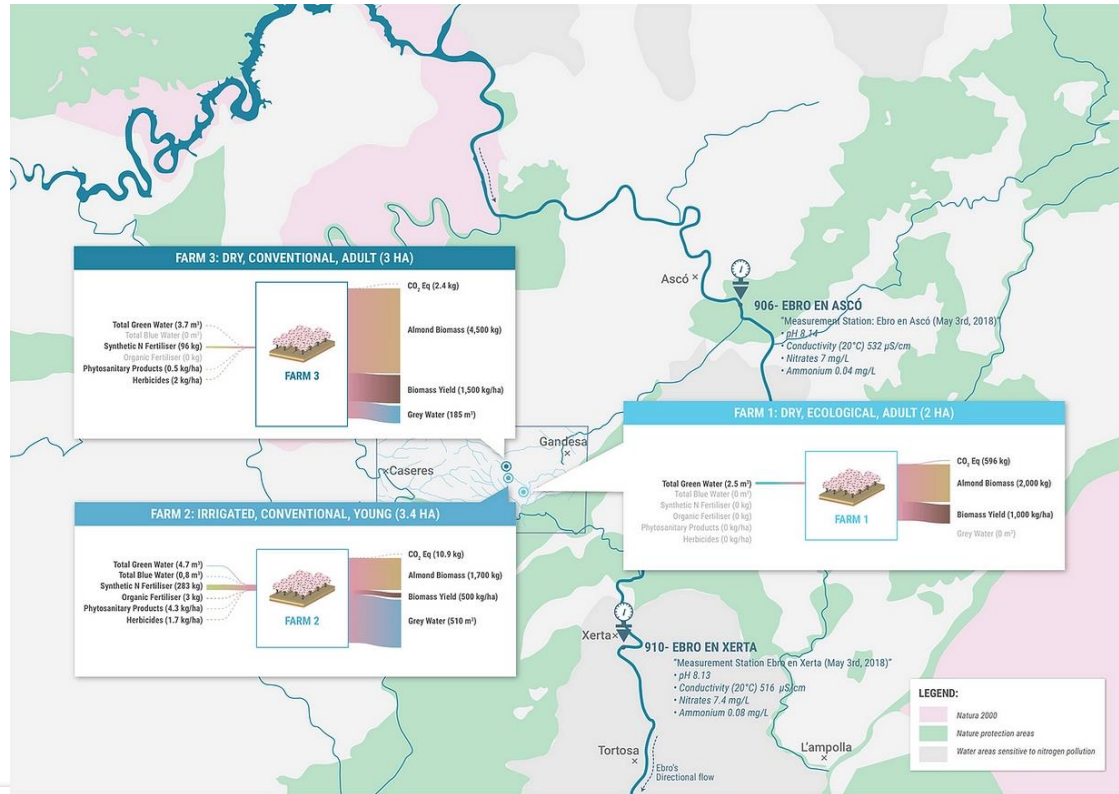 FARM 3: DRY, CONVENTIONAL, ADULT (3 HA)
CO₂ Eq (2.4 kg)
Total Green Water (3.7 m³)
Total Blue Water (0 m³)
Synthetic N Fertiliser (96 kg)
Organic Fertiliser (0 kg)
Phytosanitary Products (0.5 kg/ha)
Herbicides (2 kg/ha)
FARM 3
Almond Biomass (4,500 kg)
Biomass Yield (1,500 kg/ha)
Grey Water (185 m³)
Ascó
906- EBRO EN ASCÓ
"Measurement Station: Ebro en Ascó (May 3rd, 2018)"
• pH 8.14
• Conductivity (20°C) 532 µS/cm
• Nitrates 7 mg/L
• Ammonium 0.04 mg/L
Gandesa
Caseres
FARM 1: DRY, ECOLOGICAL, ADULT (2 HA)
Total Green Water (2.5 m³)
Total Blue Water (0 m³)
Synthetic N Fertiliser (0 kg)
Organic Fertiliser (0 kg)
Phytosanitary Products (0 kg/ha)
Herbicides (0 kg/ha)
FARM 1
CO₂ Eq (596 kg)
Almond Biomass (2,000 kg)
Biomass Yield (1,000 kg/ha)
Grey Water (0 m³)
FARM 2: IRRIGATED, CONVENTIONAL, YOUNG (3.4 HA)
Total Green Water (4.7 m³)
Total Blue Water (0,8 m³)
Synthetic N Fertiliser (283 kg)
Organic Fertiliser (3 kg)
Phytosanitary Products (4.3 kg/ha)
Herbicides (1.7 kg/ha)
FARM 2
CO₂ Eq (10.9 kg)
Almond Biomass (1,700 kg)
Biomass Yield (500 kg/ha)
Grey Water (510 m³)
Xerta
910- EBRO EN XERTA
"Measurement Station Ebro en Xerta (May 3rd, 2018)"
• pH 8.13
• Conductivity (20°C) 516 µS/cm
• Nitrates 7.4 mg/L
• Ammonium 0.08 mg/L
Tortosa
Ebro's
Directional flow
L'ampolla
LEGEND:
Natura 2000
Nature protection areas
Water areas sensitive to nitrogen pollution